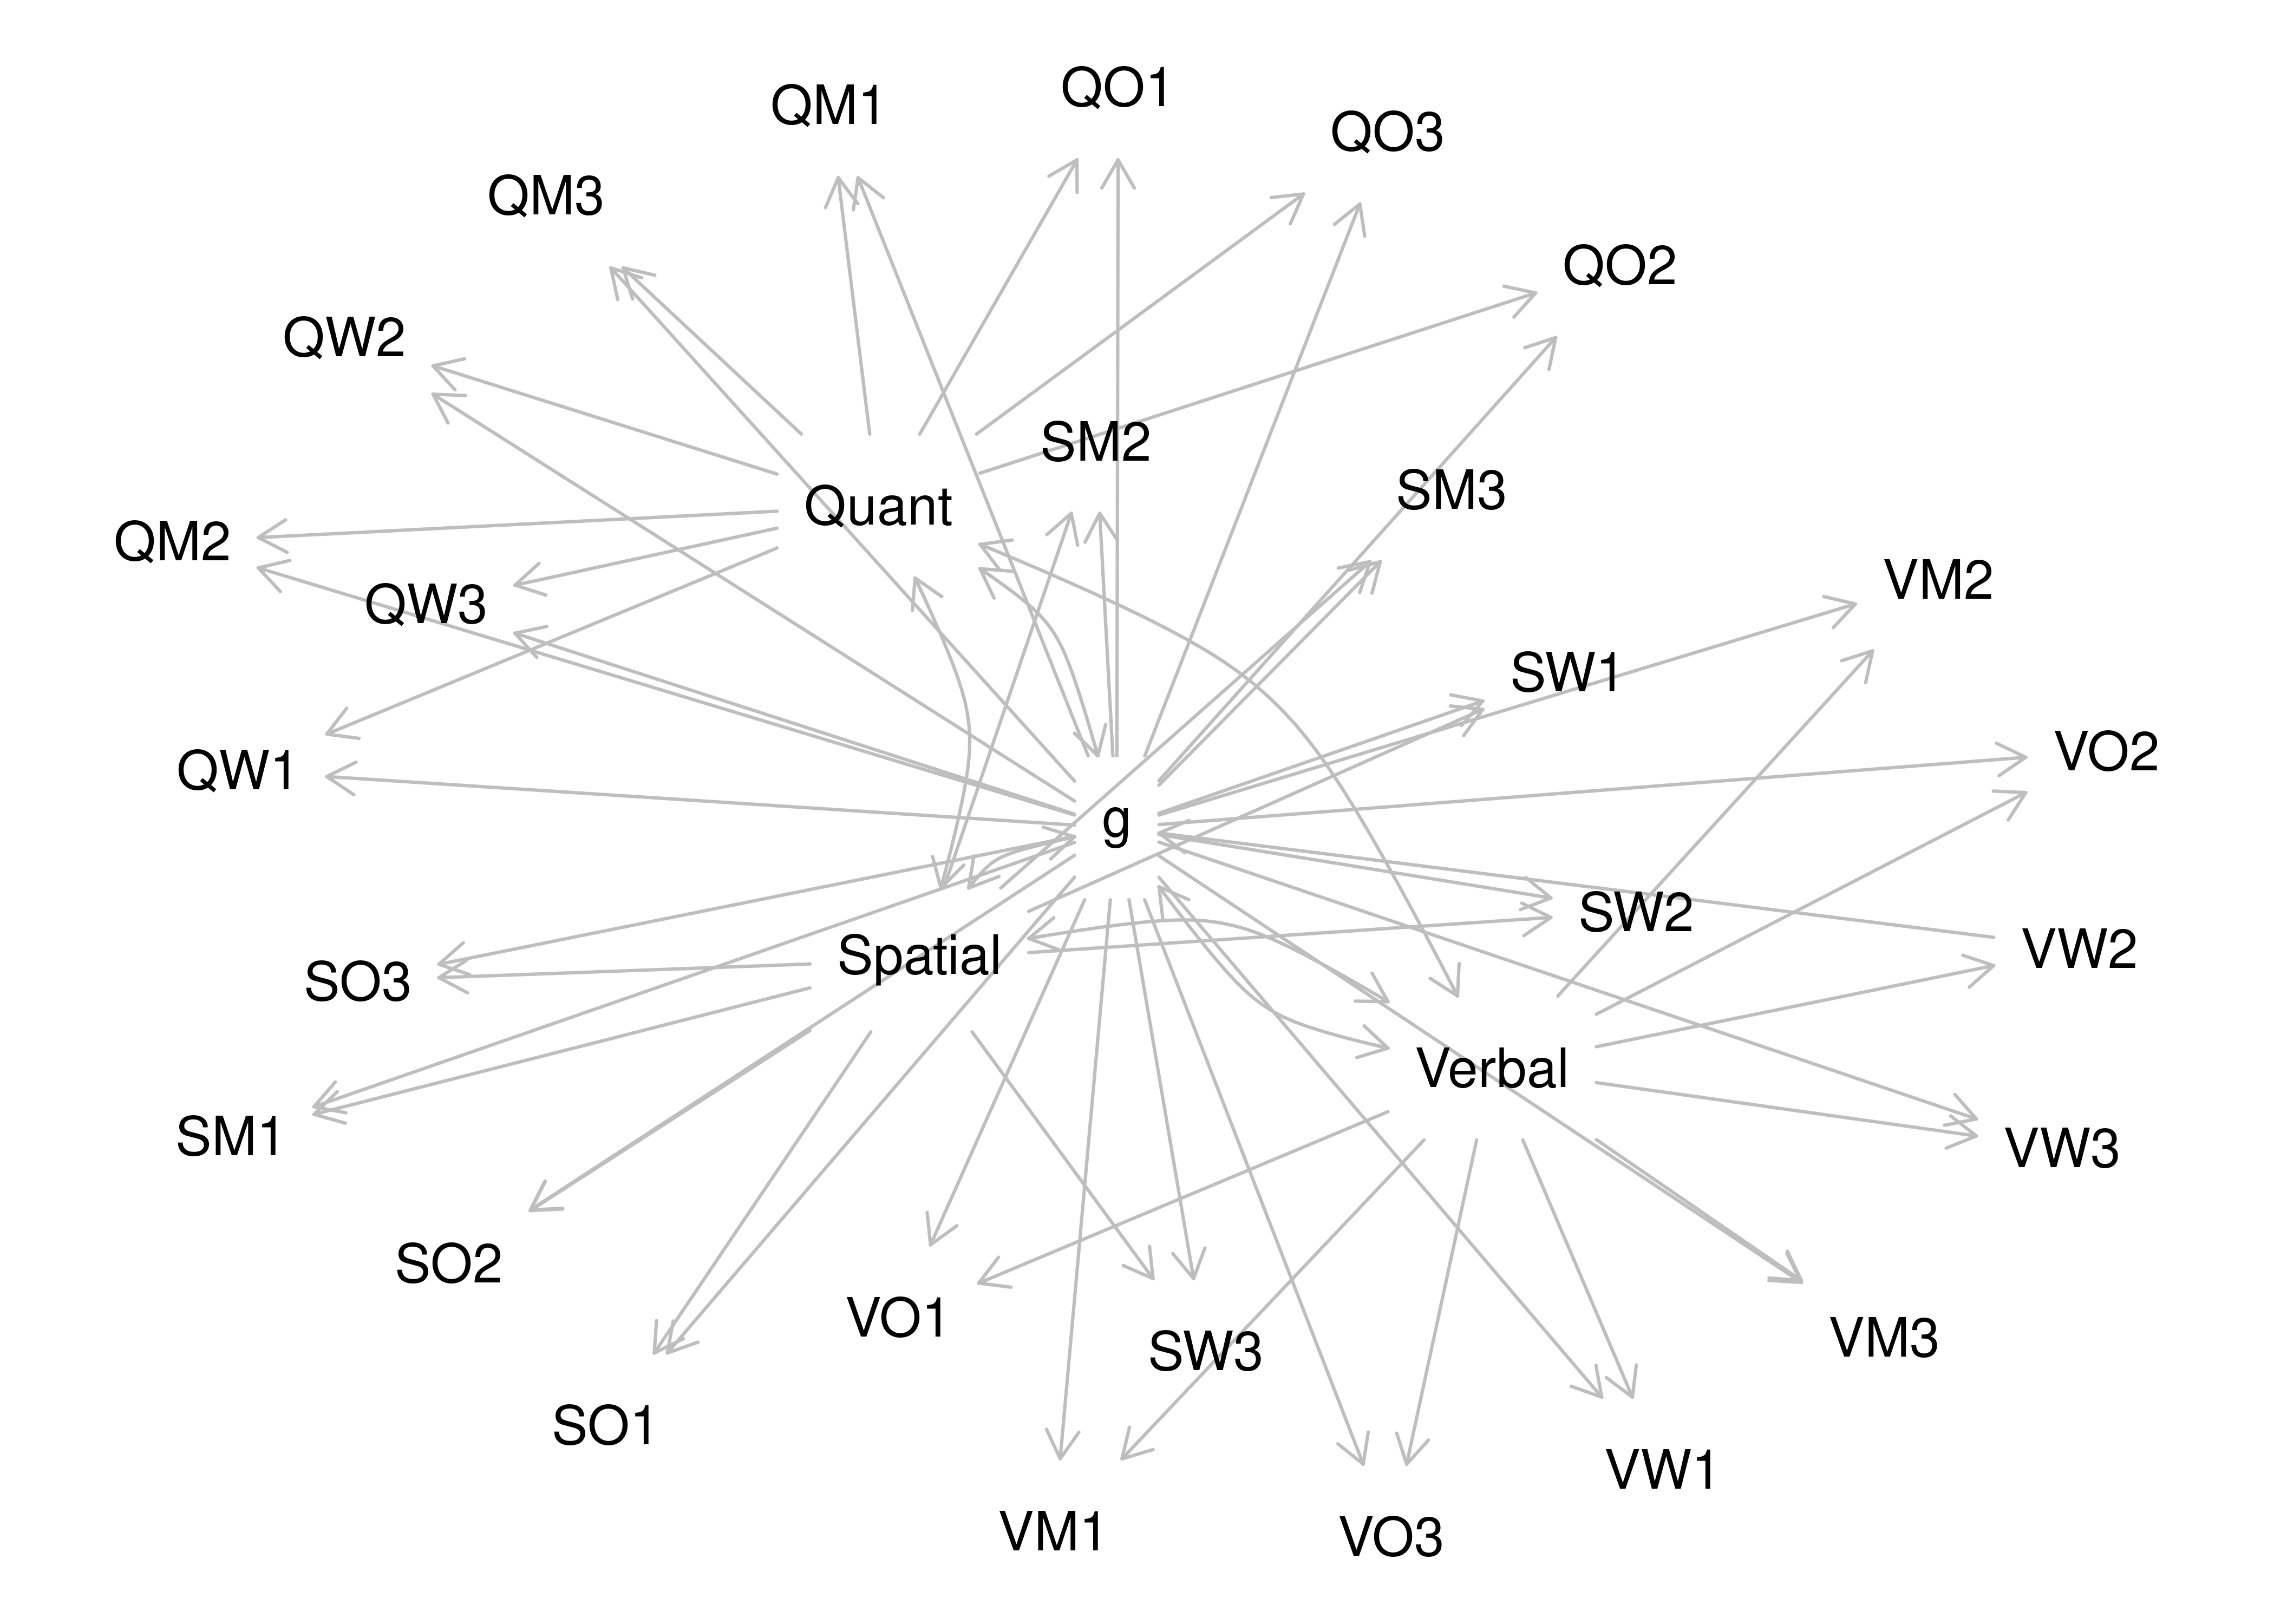 QO1
QM1
QO3
QM3
QO2
QW2
SM2
SM3
Quant
QM2
VM2
QW3
SW1
VO2
QW1
g
SW2
VW2
Spatial
SO3
Verbal
SM1
VW3
SO2
VO1
VM3
SW3
SO1
VW1
VM1
VO3